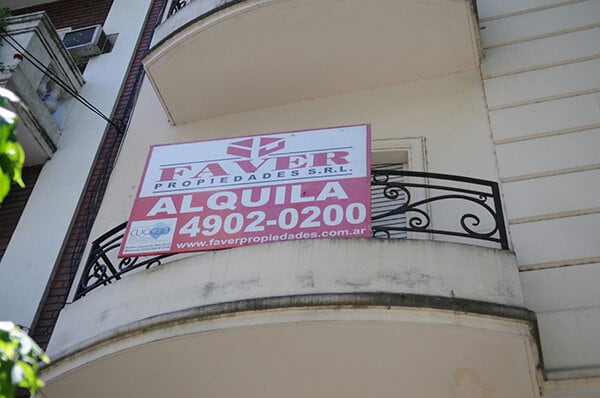 FAVER
PROPIEDADES S.R.L.
ALQUILA
4902-0200
CUCICBA
www.faverpropiedades.com.ar